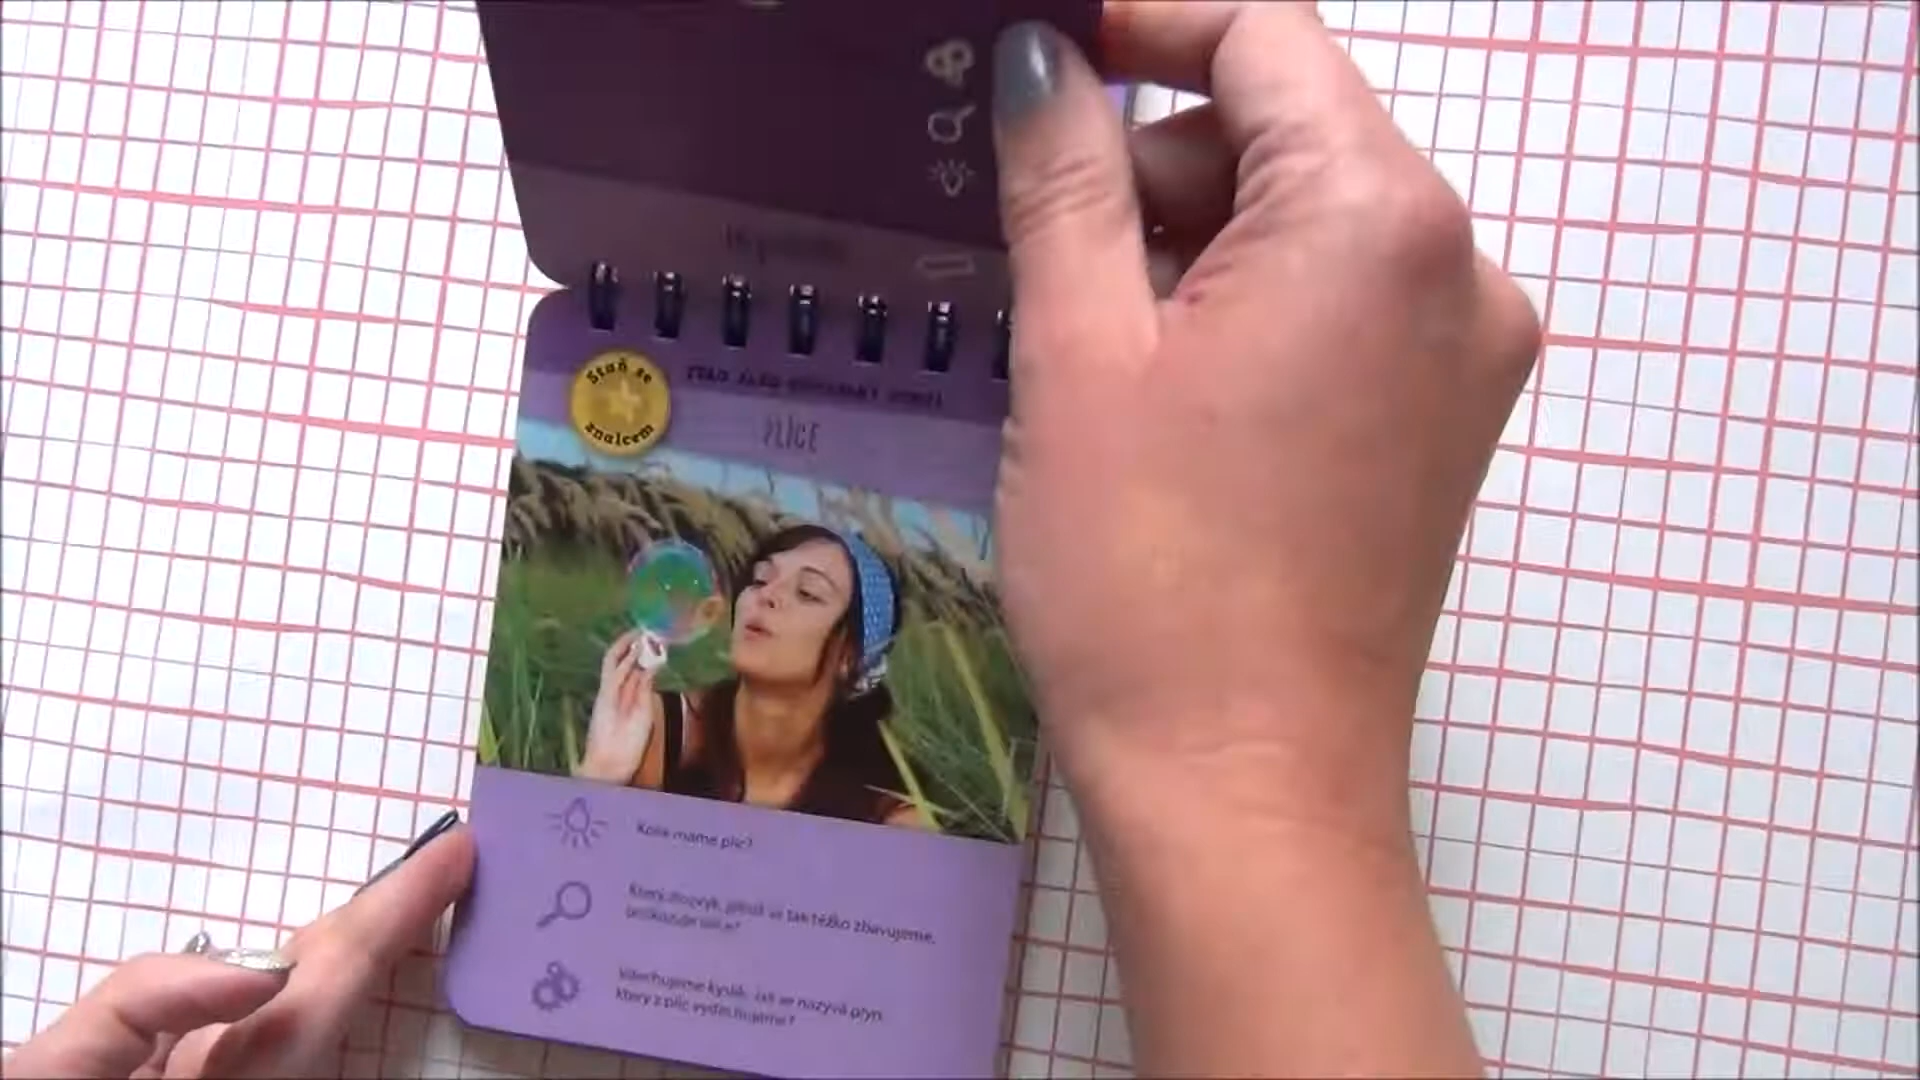 Staň se
znalcem
PLÍCE
Kolik máme plic?
Který zlozvyk, jehož se tak těžko zbavujeme,
poškozuje plíce?
Vdechujeme kyslík. Jak se nazývá plyn,
který z plic vydechujeme?